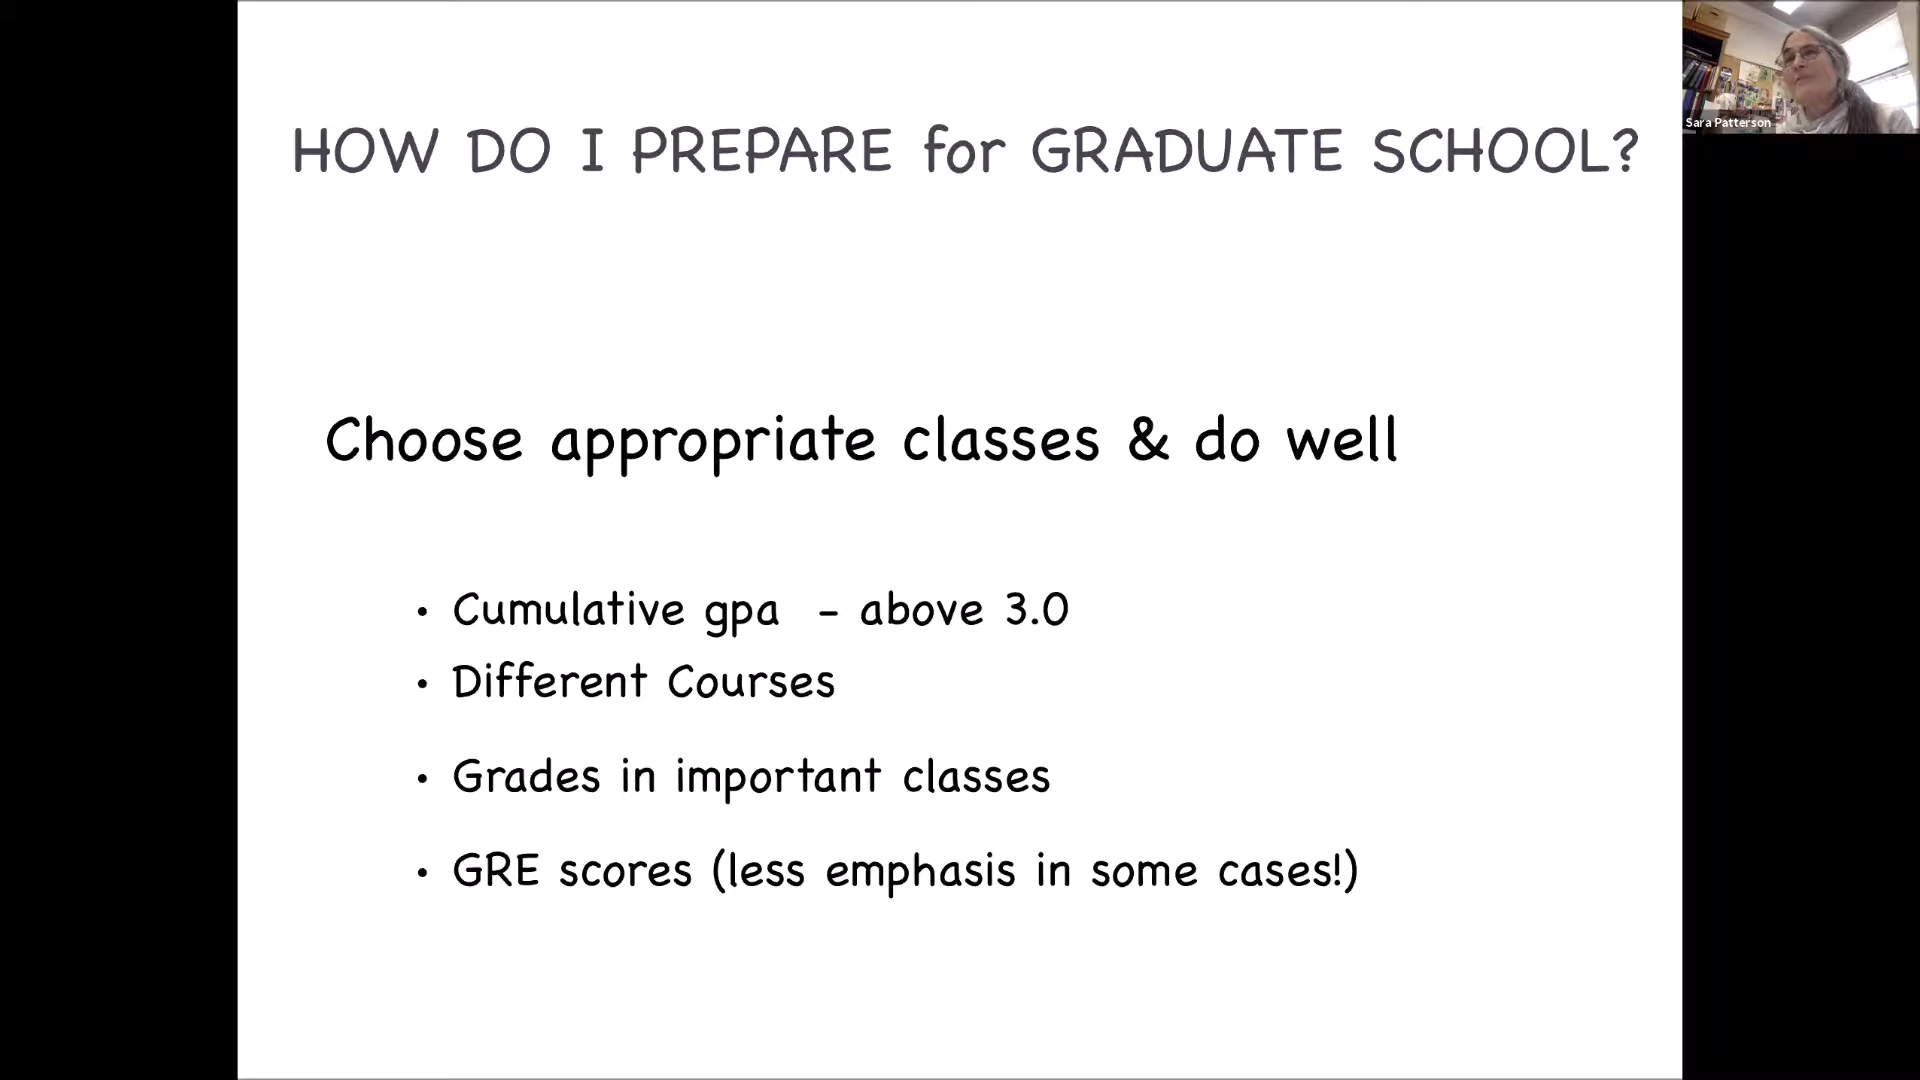 HOW DO I PREPARE for GRADUATE SCHOOL?
Sara Patterson
Choose appropriate classes & do well
• Cumulative gpa - above 3.0
• Different Courses
• Grades in important classes
• GRE scores (less emphasis in some cases!)